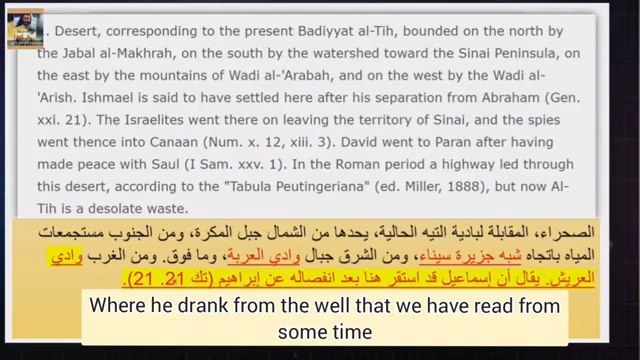 . Desert, corresponding to the present Badiyyat al-Tih, bounded on the north by
the Jabal al-Makhrah, on the south by the watershed toward the Sinai Peninsula, on
the east by the mountains of Wadi al-'Arabah, and on the west by the Wadi al-
'Arish. Ishmael is said to have settled here after his separation from Abraham (Gen.
xxi. 21). The Israelites went there on leaving the territory of Sinai, and the spies
went thence into Canaan (Num. x. 12, xiii. 3). David went to Paran after having
made peace with Saul (I Sam. xxv. 1). In the Roman period a highway led through
this desert, according to the "Tabula Peutingeriana" (ed. Miller, 1888), but now Al-
Tih is a desolate waste.
الصحراء، المقابلة لبادية التيه الحالية، يحدها من الشمال جبل المكرة، ومن الجنوب مستجمعات
المياه باتجاه شبه جزيرة سيناء، ومن الشرق جبال وادي العربة، وما فوق. ومن الغرب وادي
العريش. يقال أن إسماعيل قد استقر هنا بعد انفصاله عن إبراهيم (تك 21. 21).
Where he drank from the well that we have read from
some time